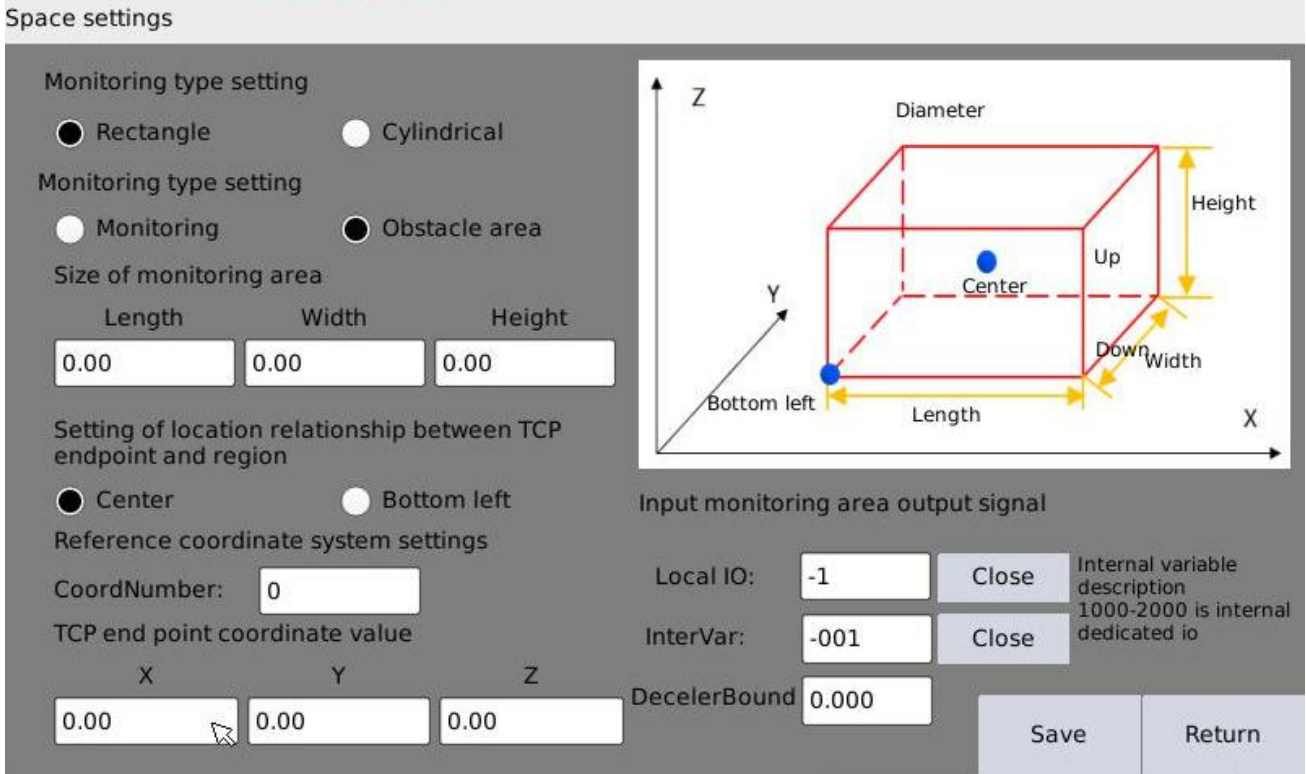 Space settings
Monitoring type setting
Rectangle
Cylindrical
Monitoring type setting
Monitoring
Obstacle area
Size of monitoring area
Length
Width
Height
0.00
0.00
0.00
Setting of location relationship between TCP
endpoint and region
Center
Bottom left
Reference coordinate system settings
CoordNumber:
0
TCP end point coordinate value
X
Y
Z
0.00
0.00
0.00
Z
Diameter
Height
Up
Center
Y
Down
Width
Bottom left
Length
X
Input monitoring area output signal
Local IO:
-1
Close
Internal variable
description
1000-2000 is internal
dedicated io
InterVar:
-001
Close
DecelerBound
0.000
Save
Return